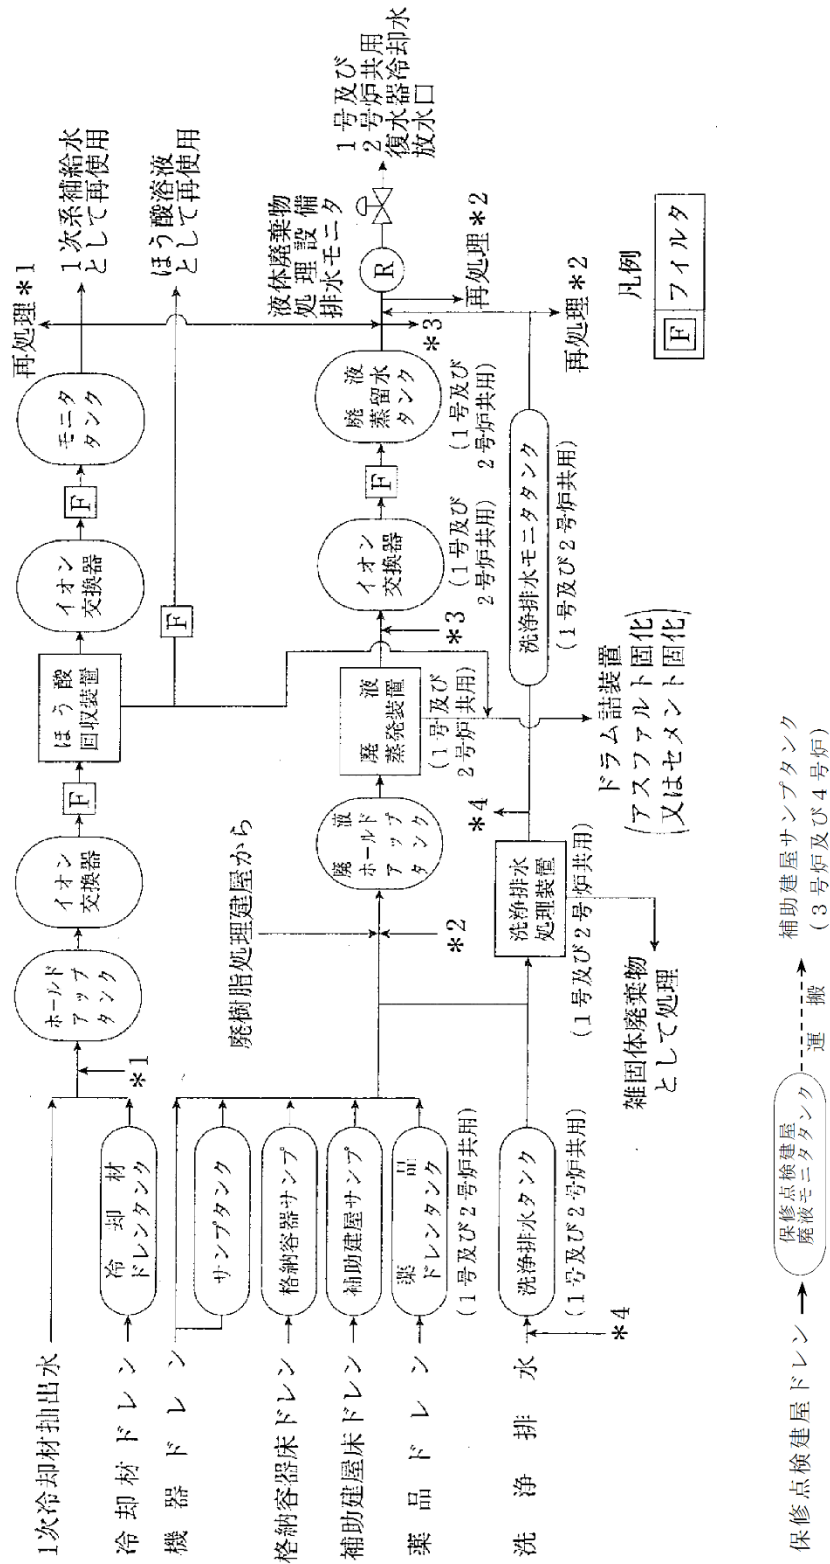 1次冷却材抽出水
冷却材ドレン
機器ドレン
格納容器床ドレン
補助建屋床ドレン
薬品ドレン
洗浄排水
冷却材
ドレンタンク
サンプタンク
格納容器サンプ
補助建屋サンプ
薬品
ドレンタンク
(1号及び2号炉共用)
洗浄排水タンク
(1号及び2号炉共用)
*4
*1
ホールド
アップ
タンク
イオン
交換器
F
ほう酸
回収装置
イオン
交換器
F
モニタ
タンク
再処理*1
1次系補給水
として再使用
F
ほう酸溶液
として再使用
廃樹脂処理建屋から
*2
廃液
ホールド
アップ
タンク
廃液
蒸発装置
(1号及び
2号炉共用)
*3
イオン
交換器
(1号及び
2号炉共用)
F
廃液
蒸留水
タンク
(1号及び
2号炉共用)
*3
液体廃棄物
処理設備
排水モニタ
R
再処理*2
1号及び
2号炉共用
復水器冷却水
放水口
洗浄排水
処理装置
(1号及び2号炉共用)
*4
雑固体廃棄物
として処理
洗浄排水モニタタンク
(1号及び2号炉共用)
再処理*2
ドラム詰装置
(アスファルト固化
又はセメント固化)
凡例
F フィルタ
保修点検建屋ドレン
保修点検建屋
廃液モニタタンク
運搬
補助建屋サンプタンク
(3号炉及び4号炉)